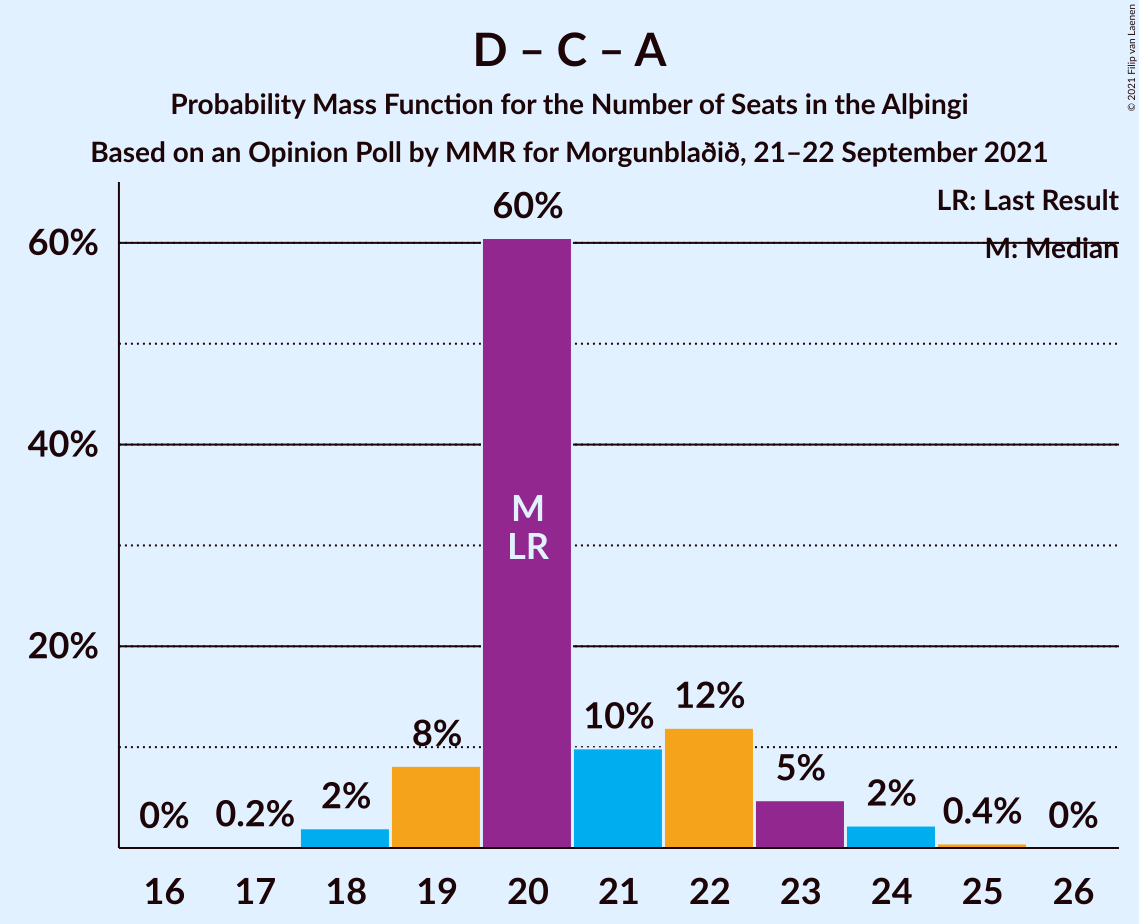 D – C – A
Probability Mass Function for the Number of Seats in the Alþingi
Based on an Opinion Poll by MMR for Morgunblaðið, 21–22 September 2021
© 2021 Filip van Laenen
LR: Last Result
M: Median
60%
40%
20%
0%
0.2%
2%
8%
60%
10%
12%
5%
2%
0.4%
0%
M
LR
16 17 18 19 20 21 22 23 24 25 26